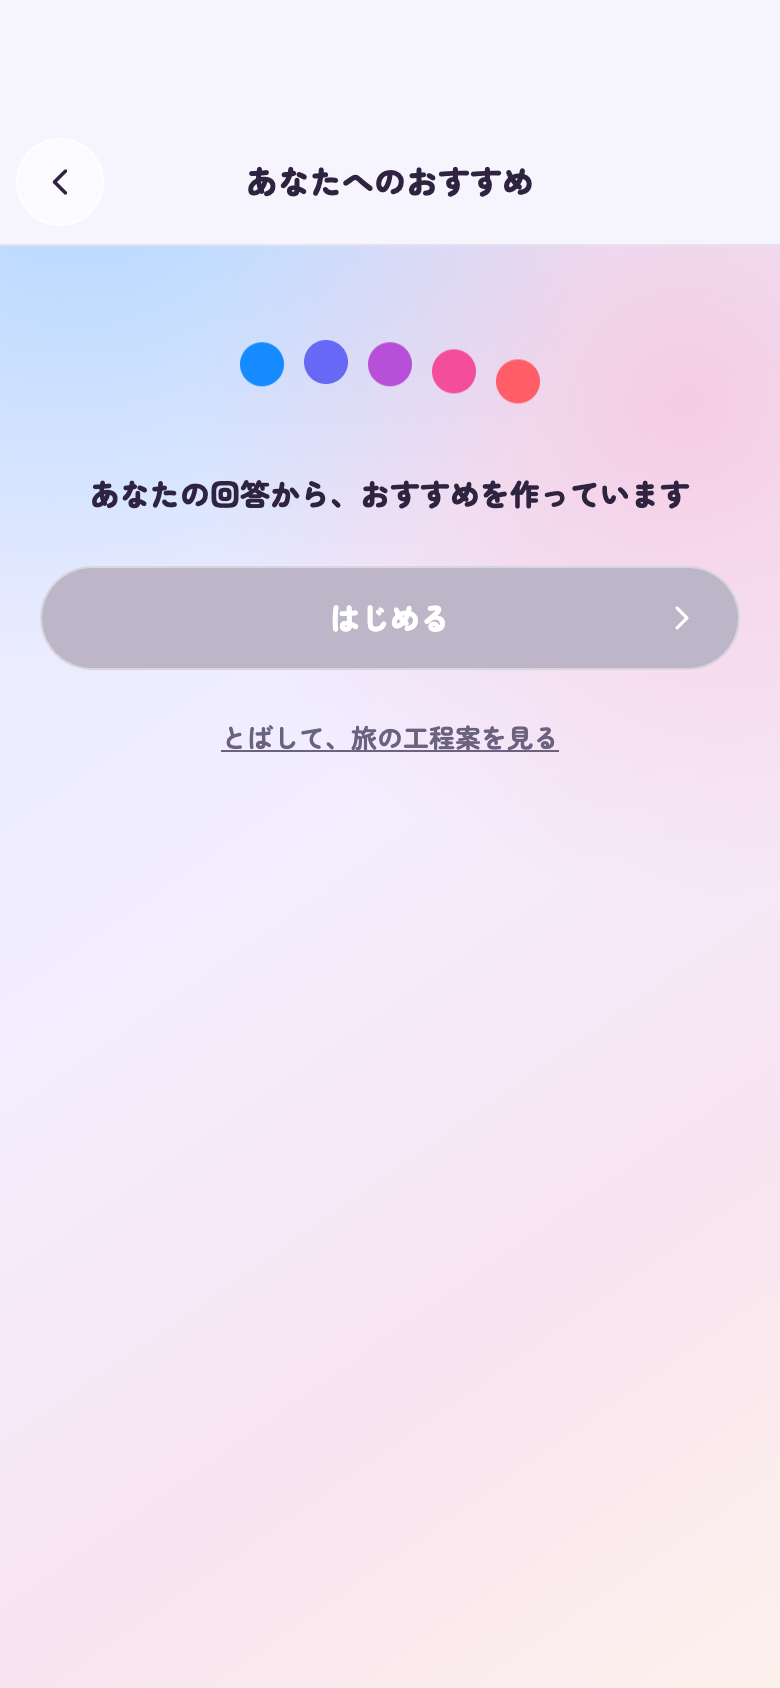 あなたへのおすすめ
あなたの回答から、おすすめを作っています
はじめる
とばして、旅の工程案を見る